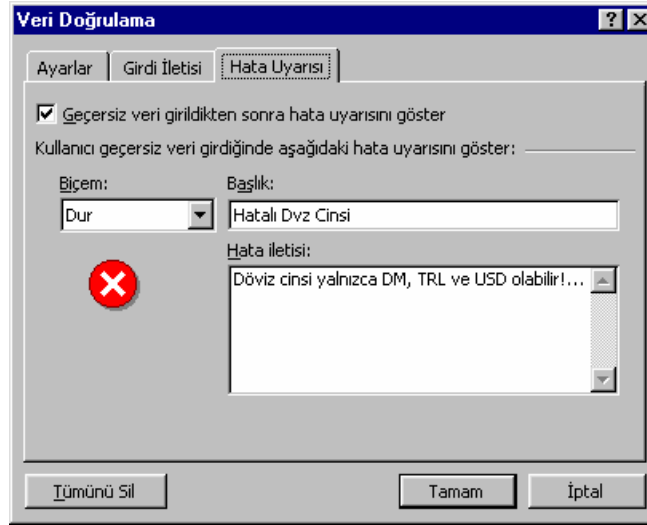 Veri Doğrulama
Ayarlar Girdi İletisi Hata Uyarısı
Geçersiz veri girildikten sonra hata uyarısını göster
Kullanıcı geçersiz veri girdiğinde aşağıdaki hata uyarısını göster:
Biçem: Başlık:
Dur Hatalı Dvz Cinsi
Hata iletisi:
Döviz cinsi yalnızca DM, TRL ve USD olabilir!...
Tümünü Sil Tamam İptal